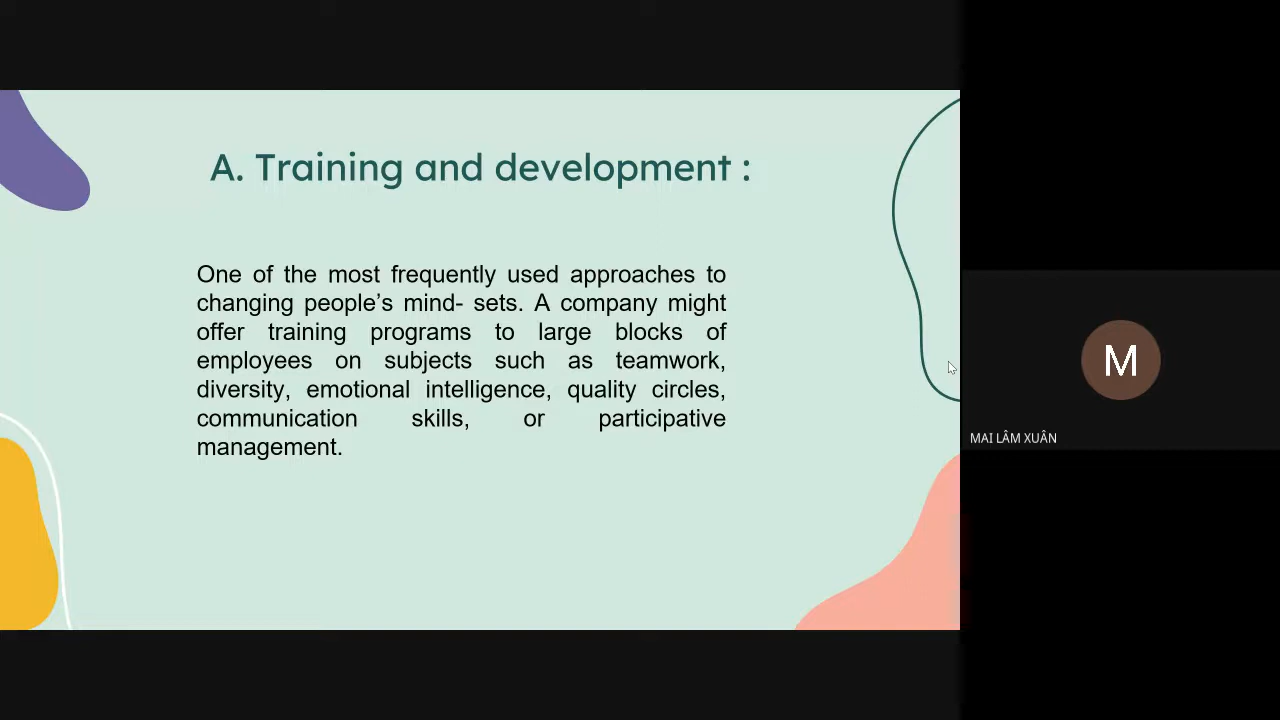 A. Training and development :
One of the most frequently used approaches to
changing people’s mind- sets. A company might
offer training programs to large blocks of
employees on subjects such as teamwork,
diversity, emotional intelligence, quality circles,
communication skills, or participative
management.
M
MAI LÂM XUÂN